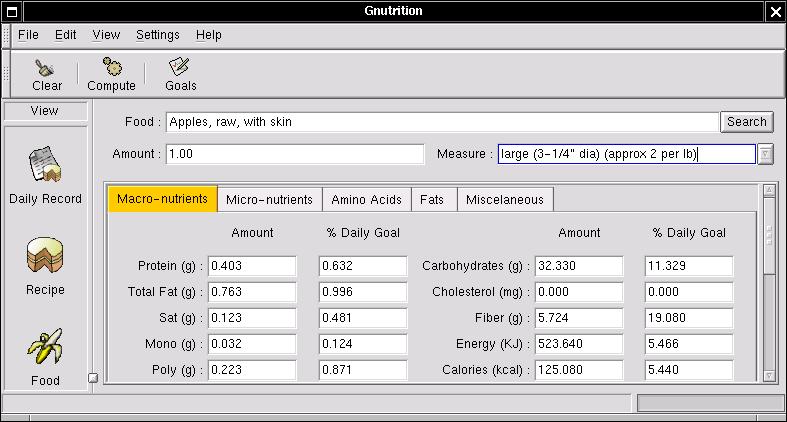 Gnutrition
File Edit View Settings Help
Clear Compute Goals
View
Daily Record
Recipe
Food
Food : Apples, raw, with skin Search
Amount : 1.00 Measure : large (3-1/4" dia) (approx 2 per lb)
Macro-nutrients Micro-nutrients Amino Acids Fats Miscelaneous
Amount % Daily Goal Amount % Daily Goal
Protein (g) : 0.403 0.632 Carbohydrates (g) : 32.330 11.329
Total Fat (g) : 0.763 0.996 Cholesterol (mg) : 0.000 0.000
Sat (g) : 0.123 0.481 Fiber (g) : 5.724 19.080
Mono (g) : 0.032 0.124 Energy (KJ) : 523.640 5.466
Poly (g) : 0.223 0.871 Calories (kcal) : 125.080 5.440